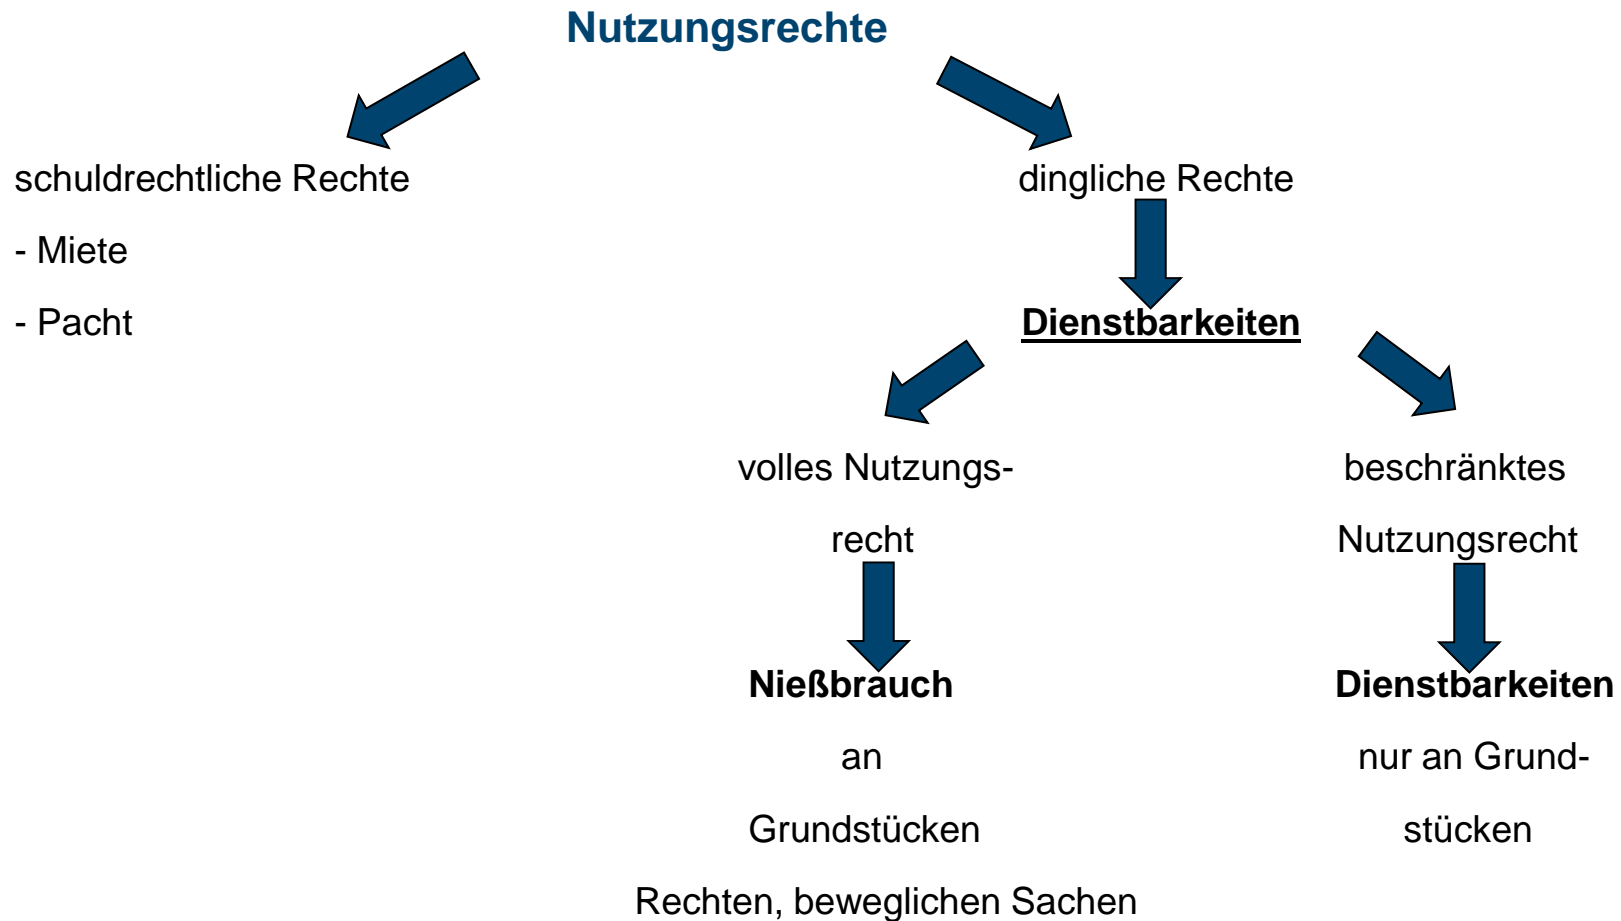 Nutzungsrechte
schuldrechtliche Rechte
- Miete
- Pacht
dingliche Rechte
Dienstbarkeiten
volles Nutzungs-
recht
Nießbrauch
an
Grundstücken
Rechten, beweglichen Sachen
beschränktes
Nutzungsrecht
Dienstbarkeiten
nur an Grund-
stücken